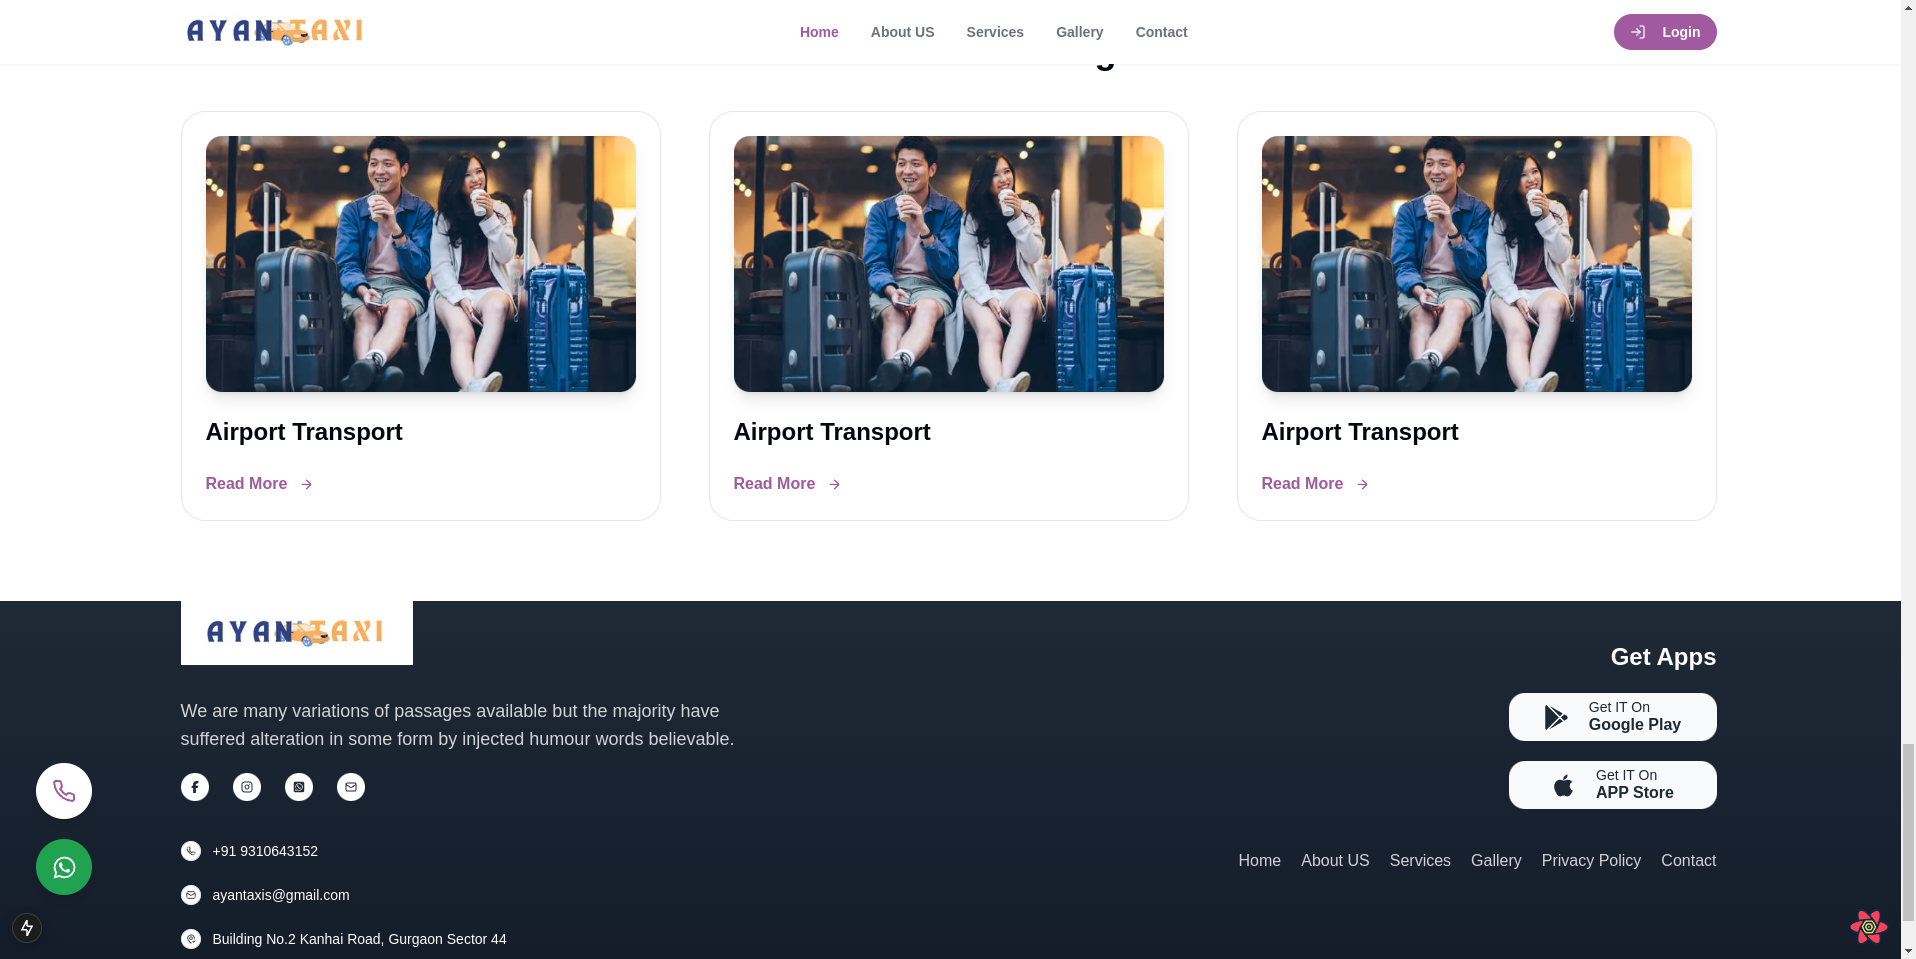 AYAN TAXI
Home
About US
Services
Gallery
Contact
Login
Airport Transport
Read More
Airport Transport
Read More
Airport Transport
Read More
AYAN TAXI
We are many variations of passages available but the majority have
suffered alteration in some form by injected humour words believable.
+91 9310643152
ayantaxis@gmail.com
Building No.2 Kanhai Road, Gurgaon Sector 44
Get Apps
Get IT On
Google Play
Get IT On
APP Store
Home
About US
Services
Gallery
Privacy Policy
Contact